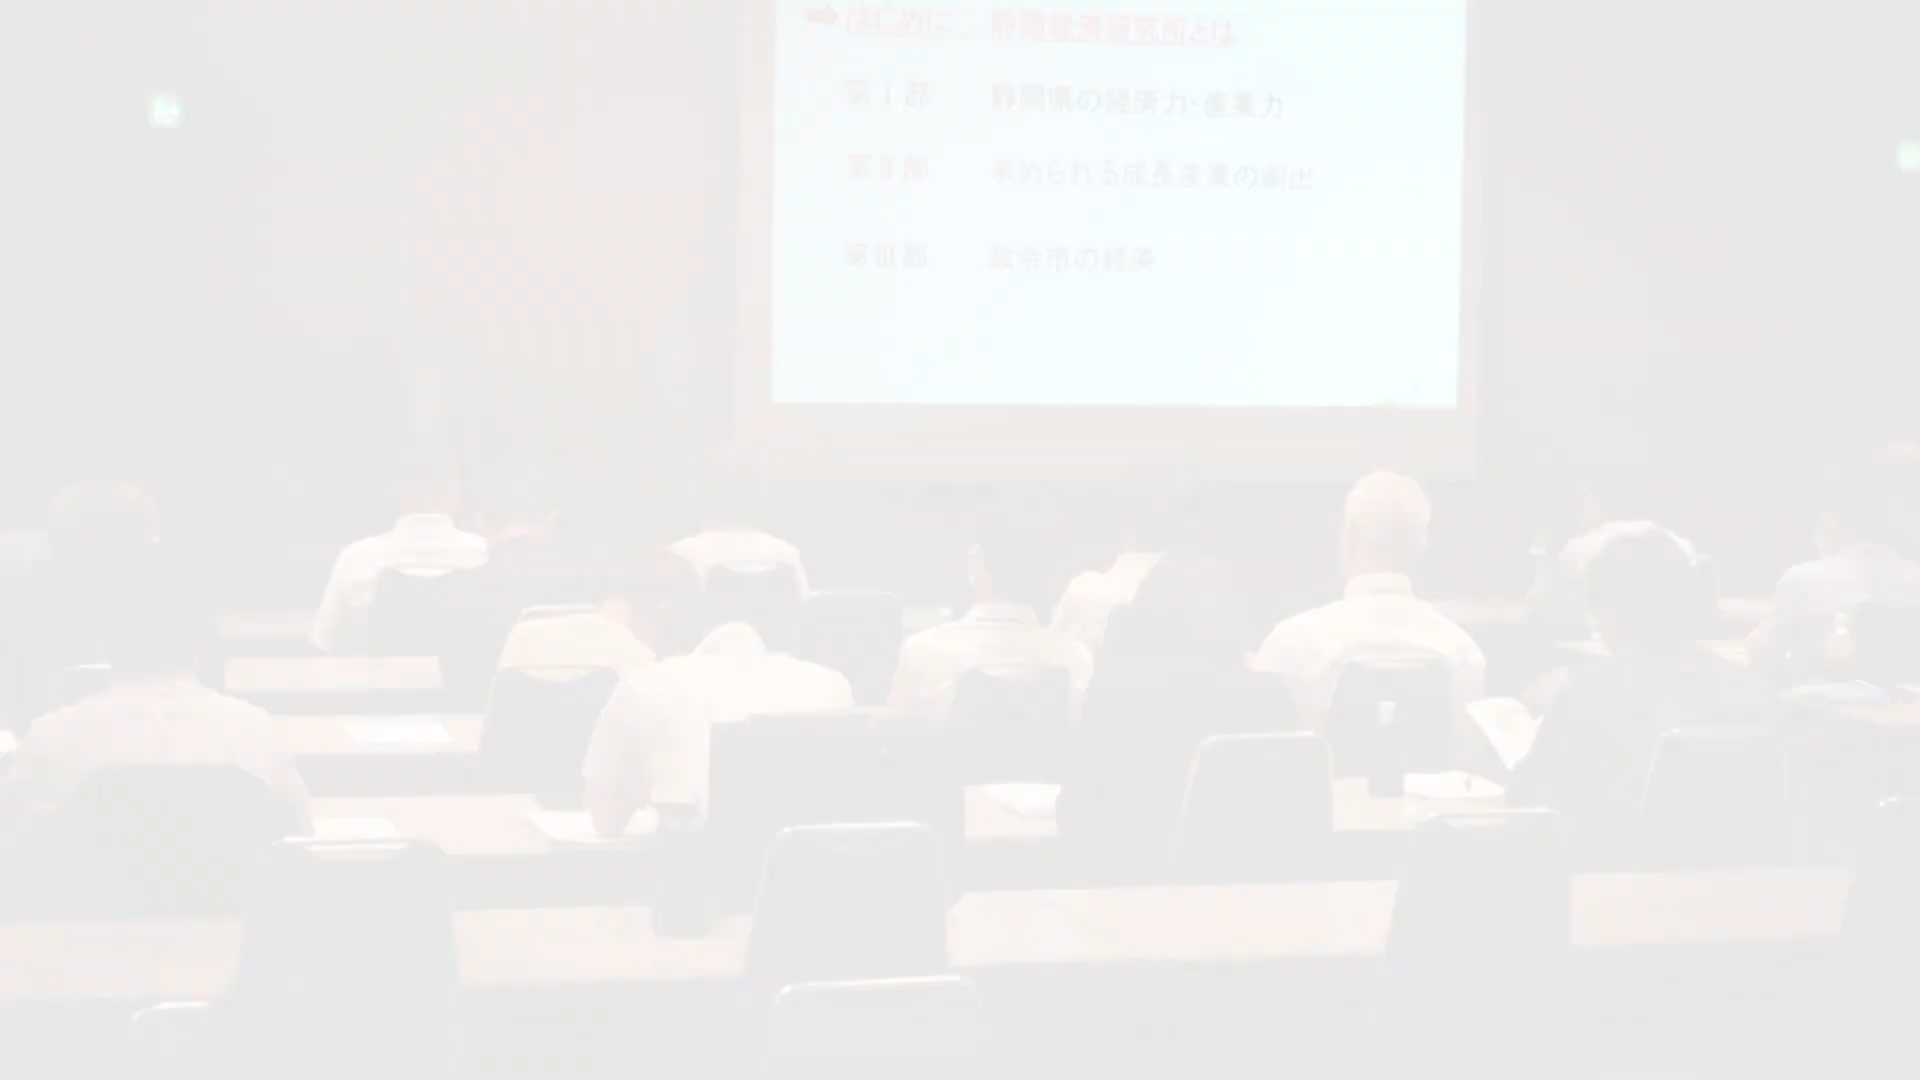 ➡はじめに 静岡経済研究所とは
第Ⅰ部 静岡県の経済力・産業力
第Ⅱ部 求められる成長産業の創出
第Ⅲ部 政令市の経済